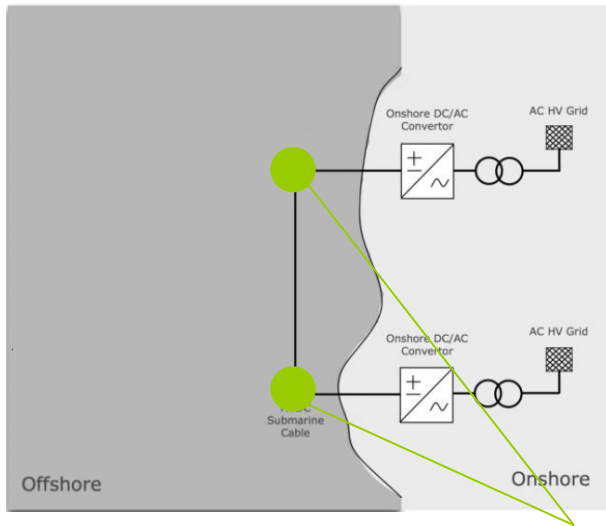 Onshore DC/AC
Convertor
AC HV Grid
Onshore DC/AC
Convertor
AC HV Grid
Submarine
Cable
Offshore
Onshore